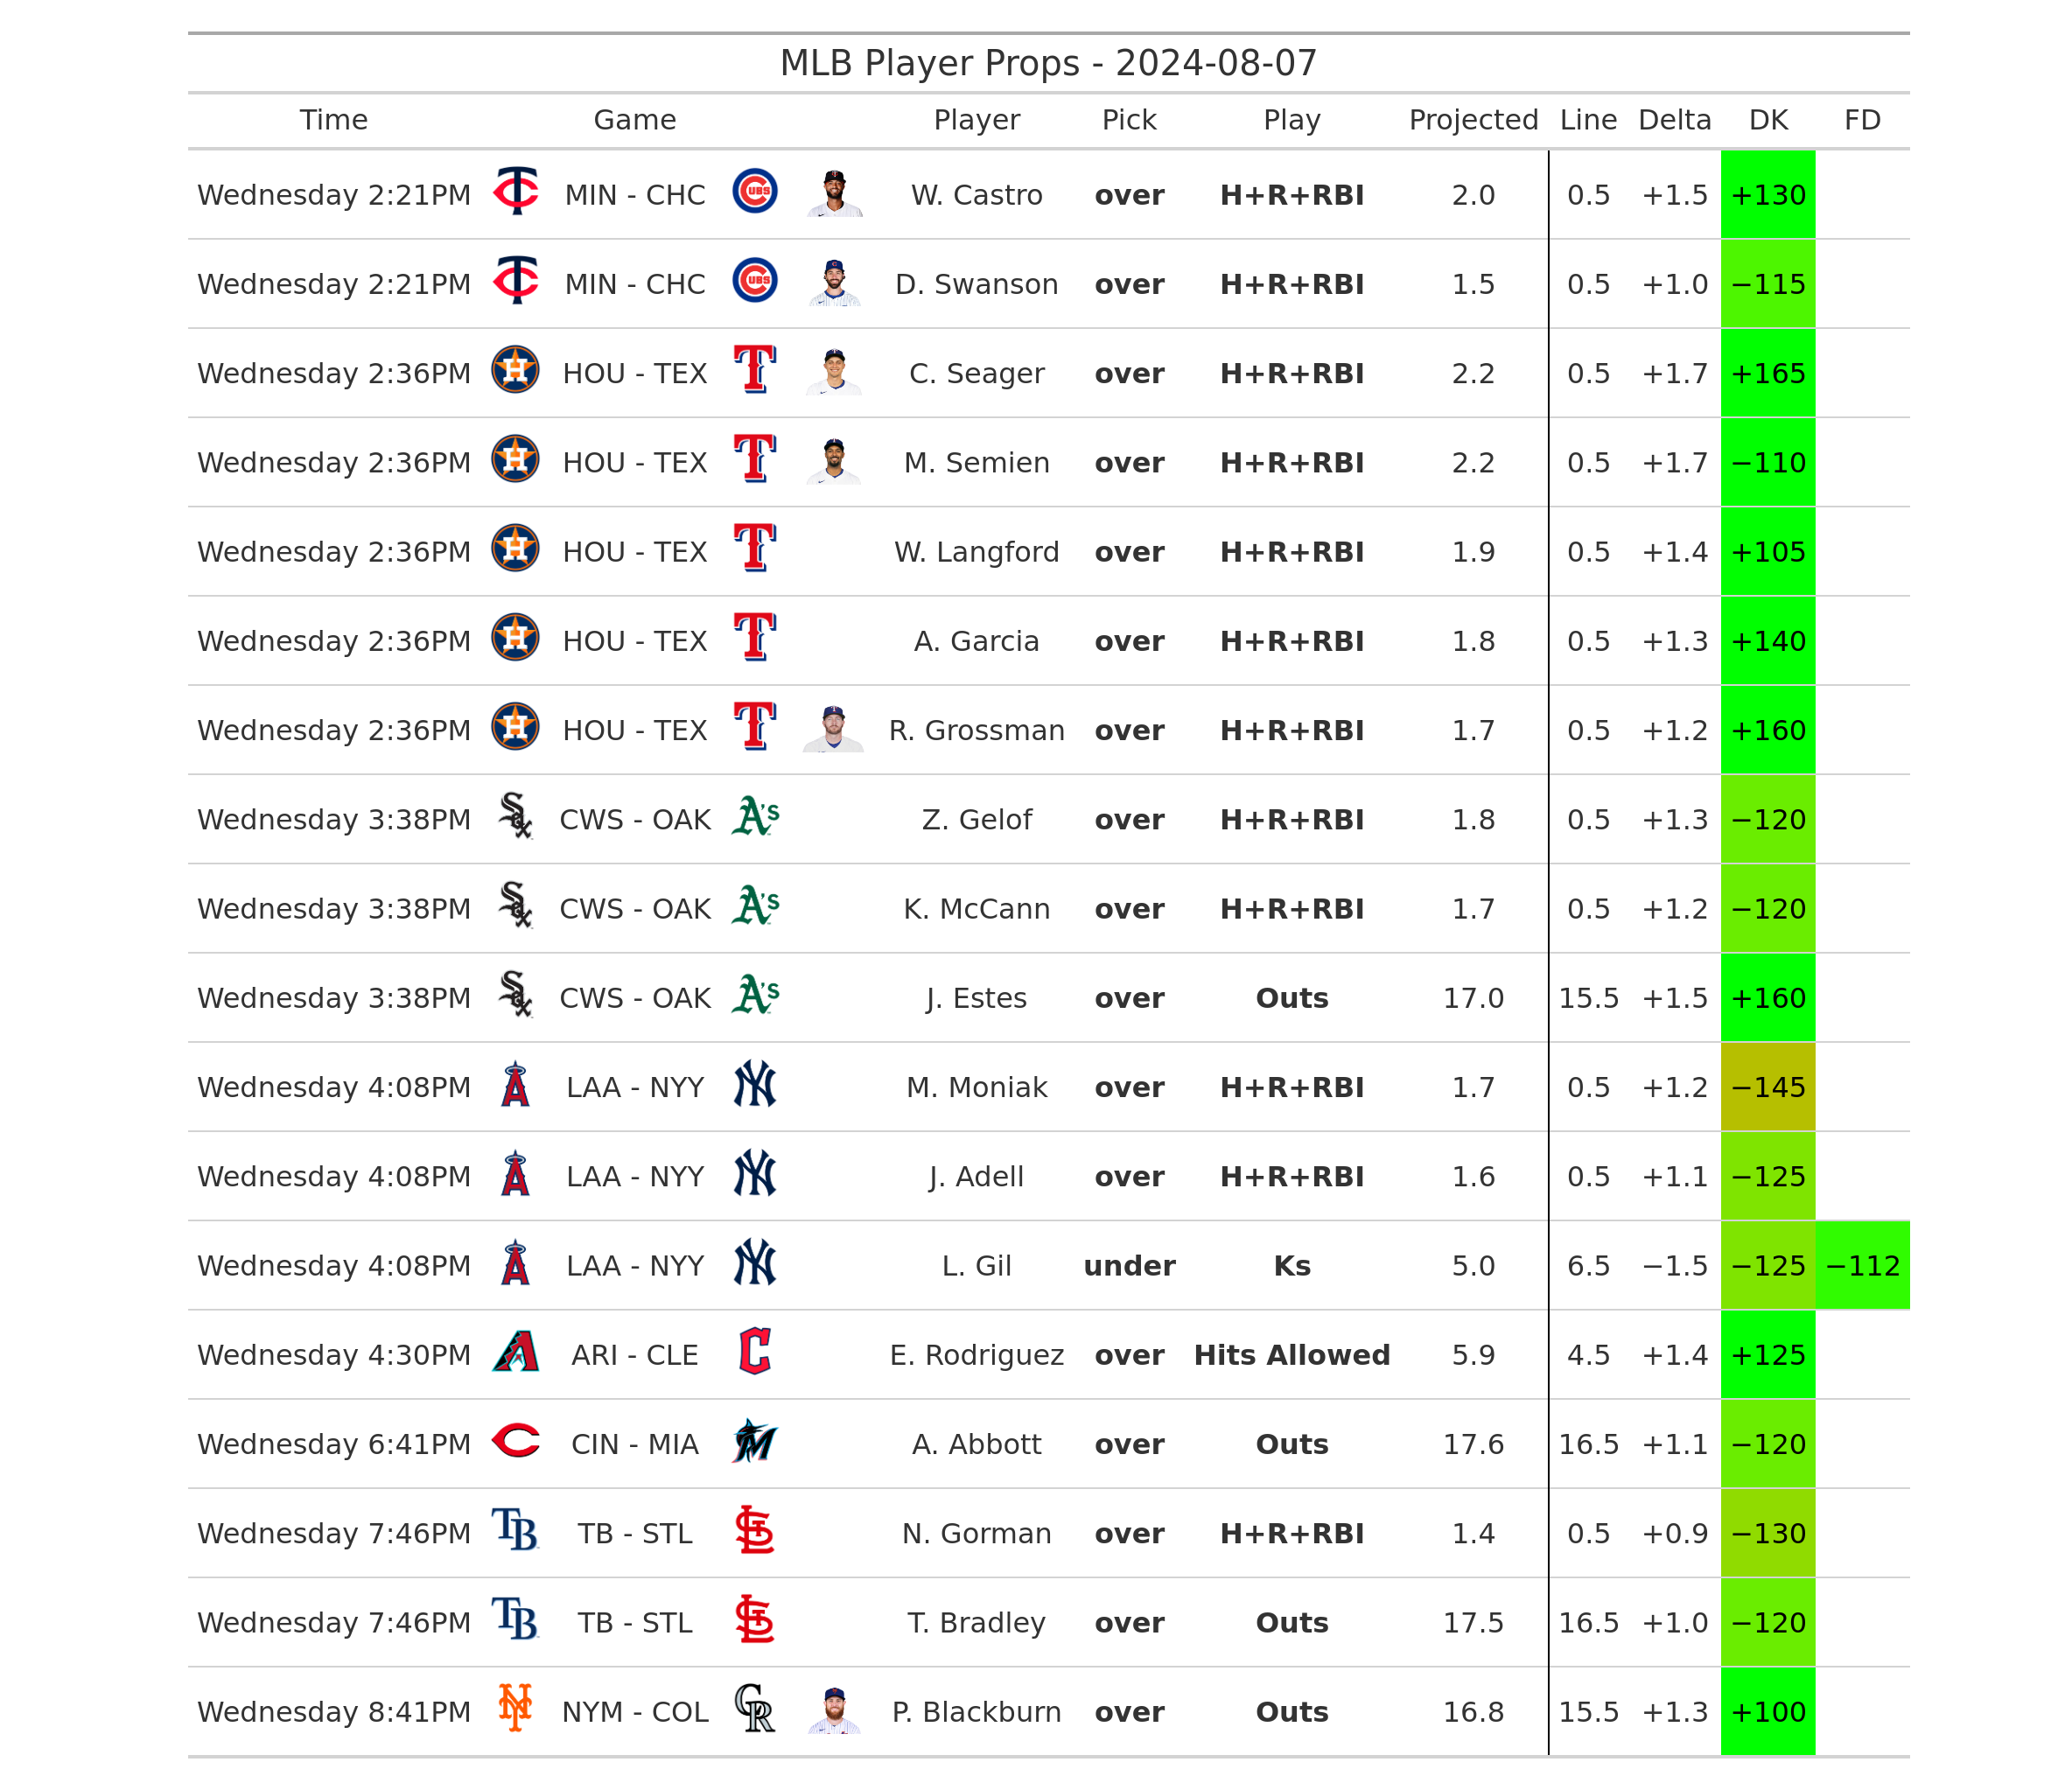 MLB Player Props - 2024-08-07
Time Game Player Pick Play Projected Line Delta DK FD
Wednesday 2:21PM MIN - CHC W. Castro over H+R+RBI 2.0 0.5 +1.5 +130
Wednesday 2:21PM MIN - CHC D. Swanson over H+R+RBI 1.5 0.5 +1.0 −115
Wednesday 2:36PM HOU - TEX C. Seager over H+R+RBI 2.2 0.5 +1.7 +165
Wednesday 2:36PM HOU - TEX M. Semien over H+R+RBI 2.2 0.5 +1.7 −110
Wednesday 2:36PM HOU - TEX W. Langford over H+R+RBI 1.9 0.5 +1.4 +105
Wednesday 2:36PM HOU - TEX A. Garcia over H+R+RBI 1.8 0.5 +1.3 +140
Wednesday 2:36PM HOU - TEX R. Grossman over H+R+RBI 1.7 0.5 +1.2 +160
Wednesday 3:38PM CWS - OAK Z. Gelof over H+R+RBI 1.8 0.5 +1.3 −120
Wednesday 3:38PM CWS - OAK K. McCann over H+R+RBI 1.7 0.5 +1.2 −120
Wednesday 3:38PM CWS - OAK J. Estes over Outs 17.0 15.5 +1.5 +160
Wednesday 4:08PM LAA - NYY M. Moniak over H+R+RBI 1.7 0.5 +1.2 −145
Wednesday 4:08PM LAA - NYY J. Adell over H+R+RBI 1.6 0.5 +1.1 −125
Wednesday 4:08PM LAA - NYY L. Gil under Ks 5.0 6.5 −1.5 −125 −112
Wednesday 4:30PM ARI - CLE E. Rodriguez over Hits Allowed 5.9 4.5 +1.4 +125
Wednesday 6:41PM CIN - MIA A. Abbott over Outs 17.6 16.5 +1.1 −120
Wednesday 7:46PM TB - STL N. Gorman over H+R+RBI 1.4 0.5 +0.9 −130
Wednesday 7:46PM TB - STL T. Bradley over Outs 17.5 16.5 +1.0 −120
Wednesday 8:41PM NYM - COL P. Blackburn over Outs 16.8 15.5 +1.3 +100